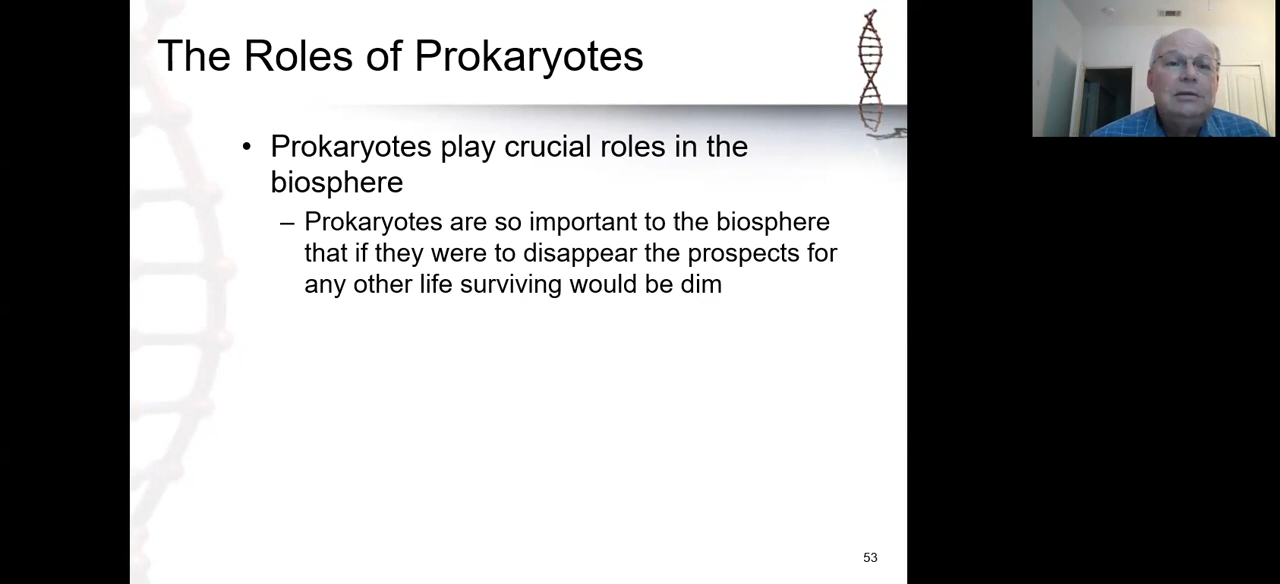 The Roles of Prokaryotes
• Prokaryotes play crucial roles in the
biosphere
– Prokaryotes are so important to the biosphere
that if they were to disappear the prospects for
any other life surviving would be dim
53